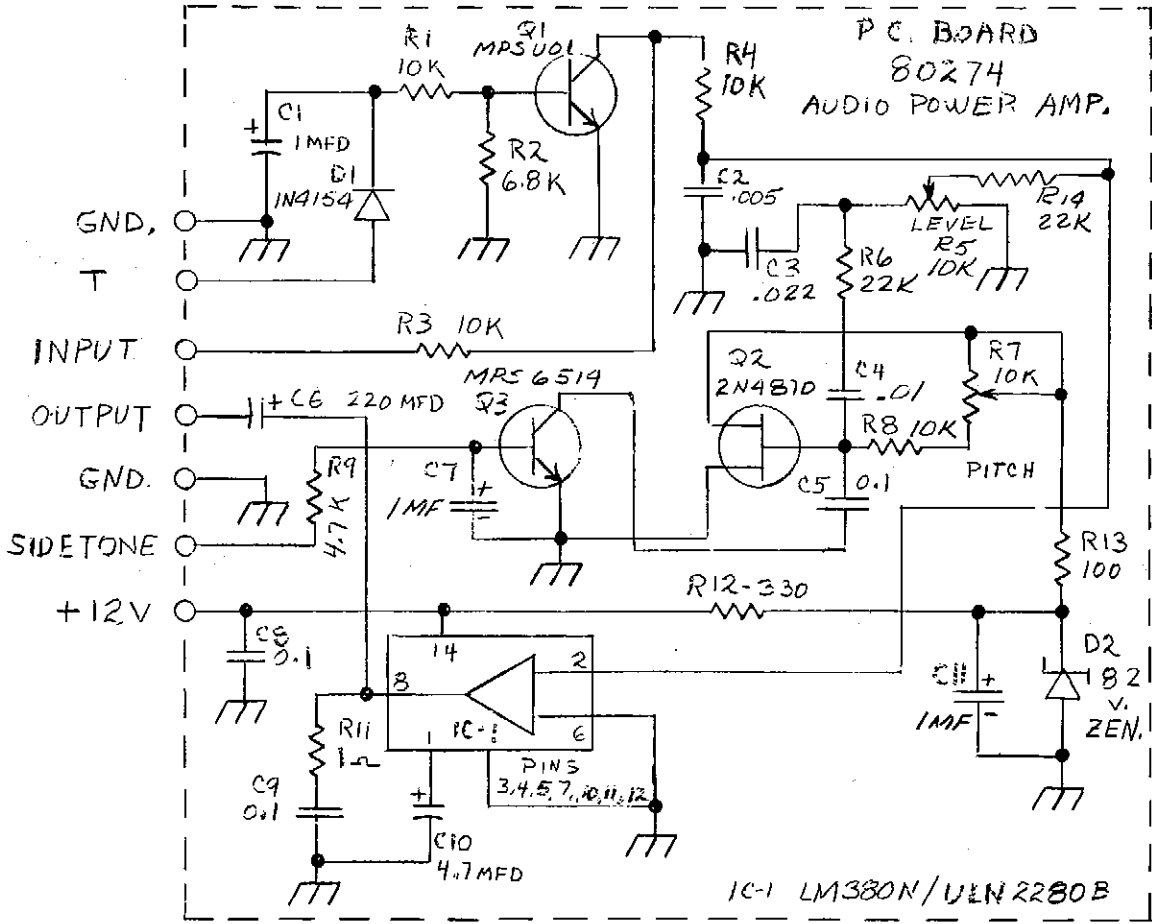 P.C. BOARD
80274
AUDIO POWER AMP.
R1
10K
Q1
MPSU01
R4
10K
C1
+
1MFD
D1
1N4154
R2
6.8K
C2
.005
R14
22K
LEVEL
R5
10K
C3
.022
R6
22K
GND.
T
INPUT
R3 10K
OUTPUT
+ C6 220 MFD
MPS 6514
Q3
Q2
2N4870
C4
.01
R7
10K
R8 10K
PITCH
GND.
R9
4.7K
C7
+
1MF
-
C5
0.1
SIDETONE
R13
100
+12V
R12-330
C8
0.1
14
2
8
IC-1
6
1
PINS
3,4,5,7,,10,11,12
R11
1Ω
C9
0.1
+
C10
4.7MFD
C11
+
1MF
-
D2
82
V.
ZEN.
IC-1 LM380N/ULN 2280B